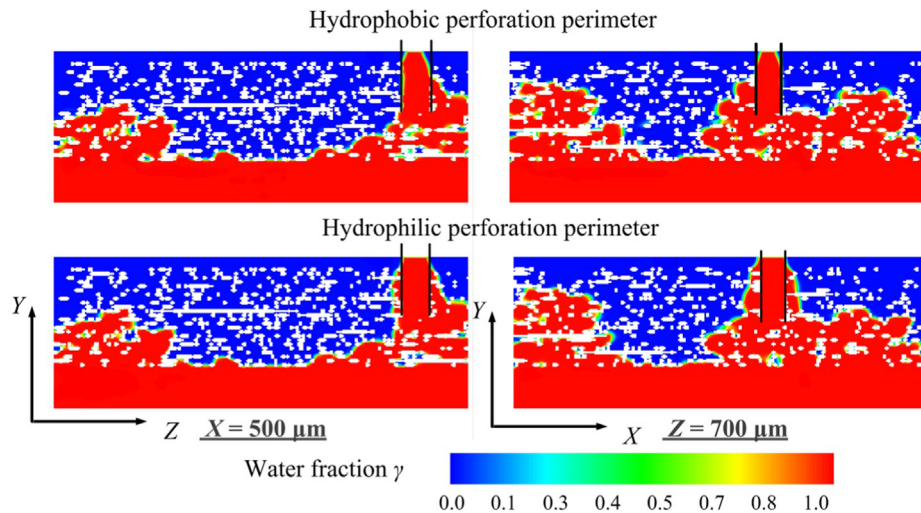 Hydrophobic perforation perimeter
Hydrophilic perforation perimeter
Y
Y
Z
X = 500 μm
X
Z = 700 μm
Water fraction γ
0.0 0.1 0.3 0.4 0.5 0.7 0.8 1.0